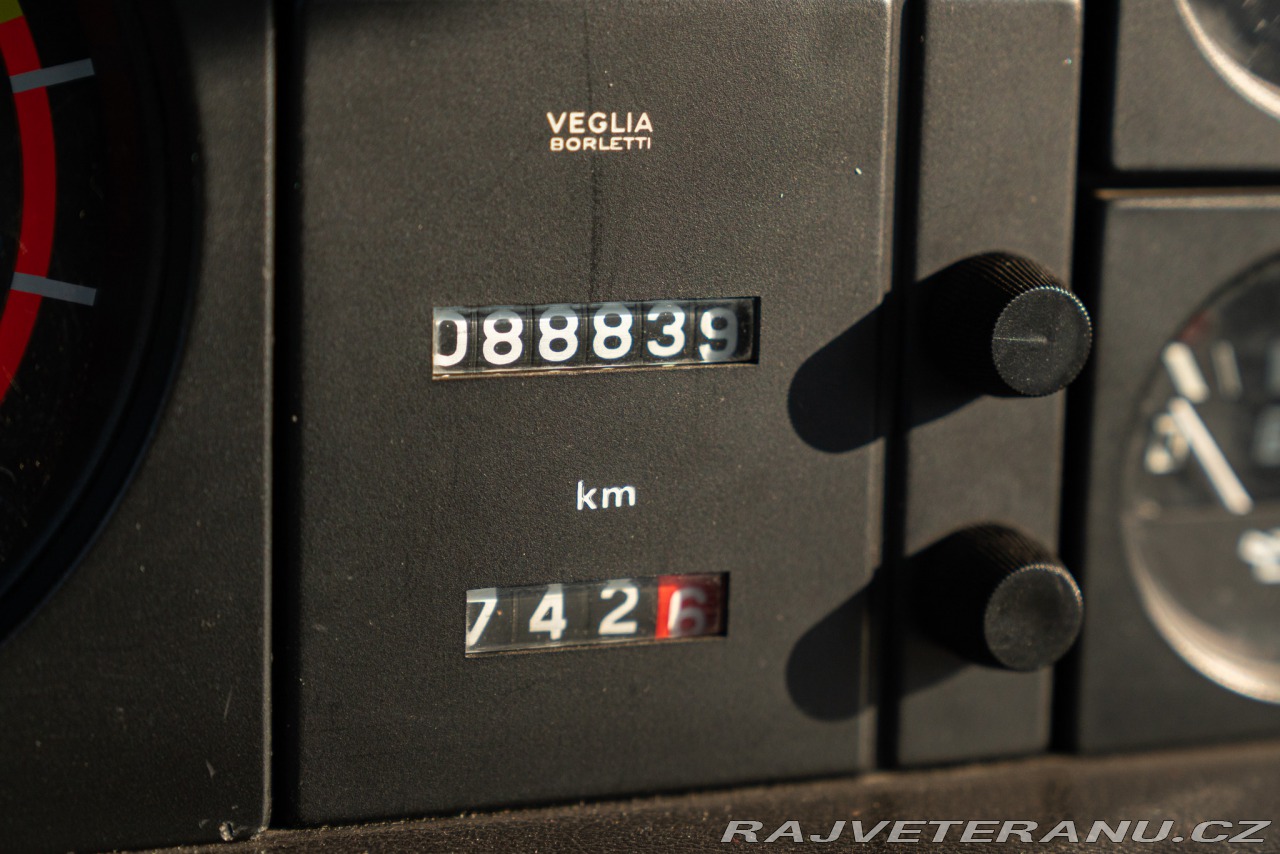 VEGLIA
BORLETTI
088839
km
7426
RAJVETERANU.CZ